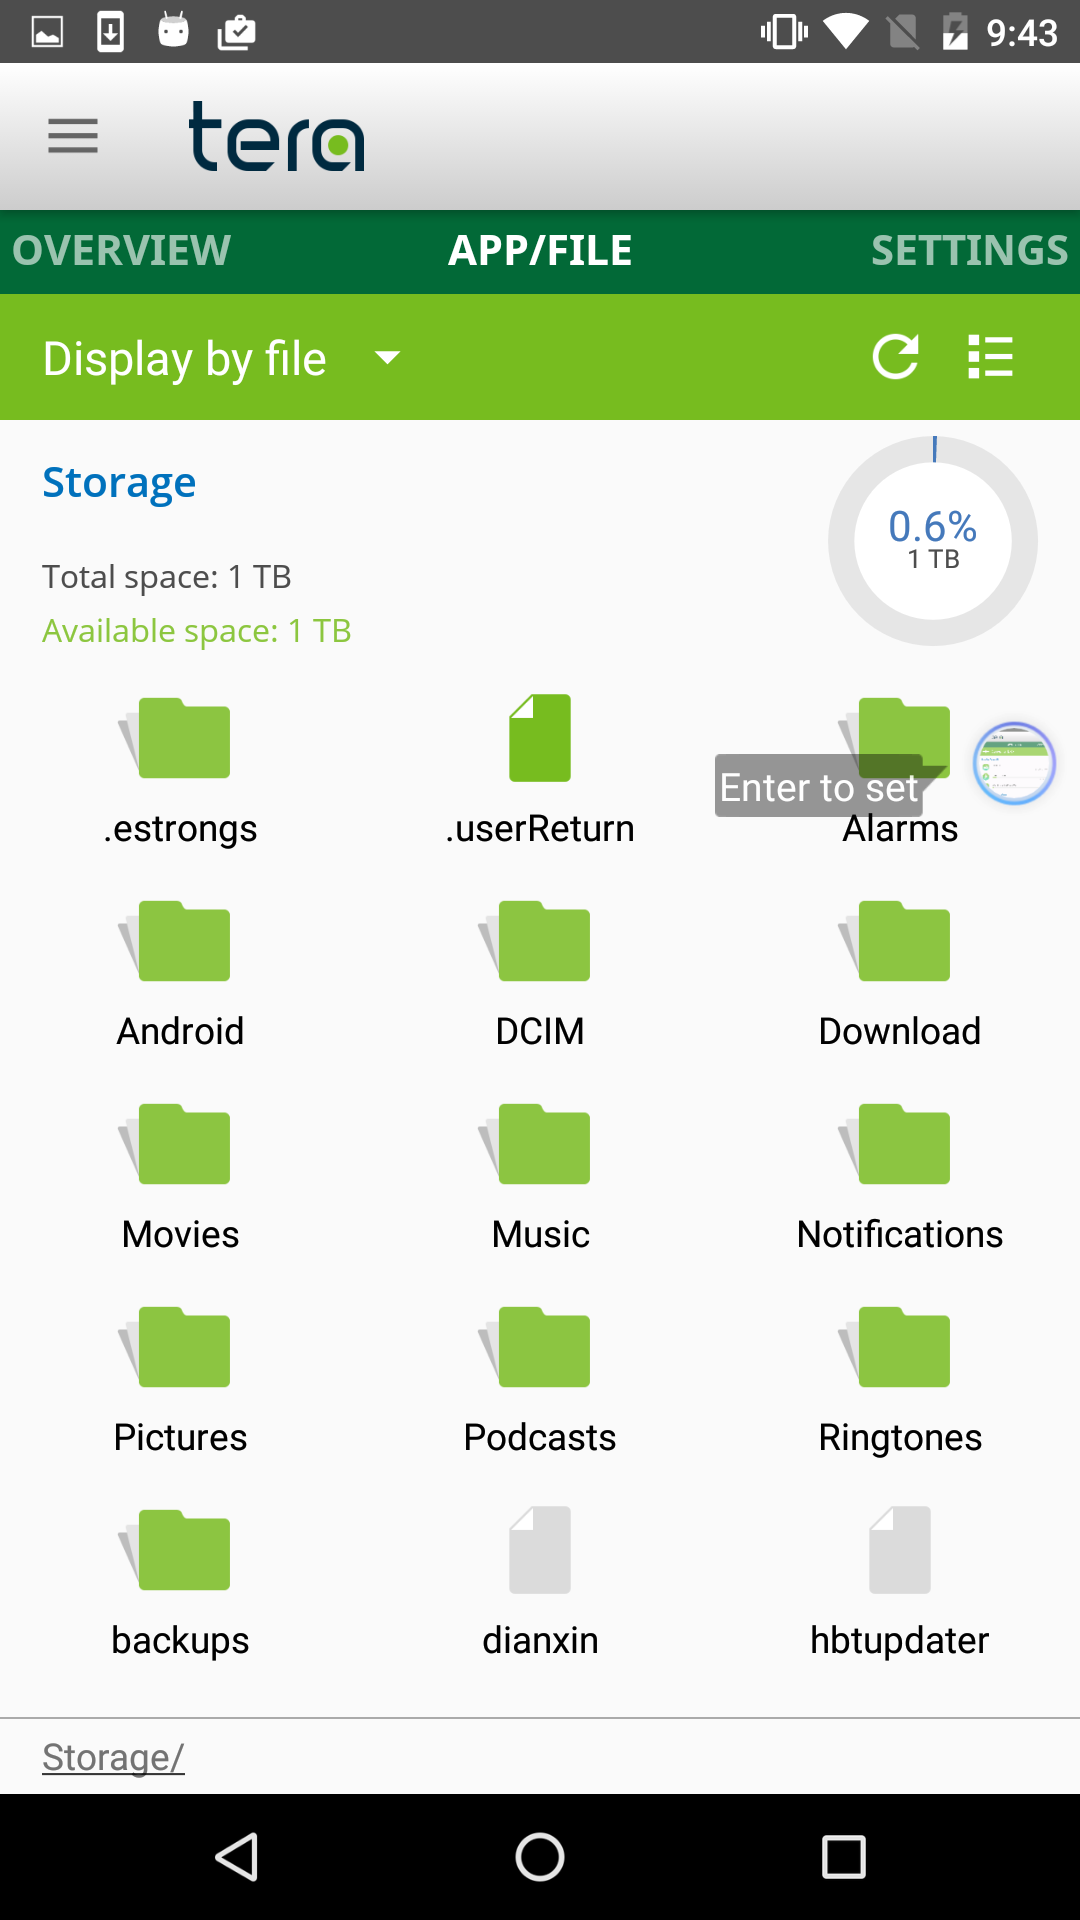 9:43
tera
OVERVIEW APP/FILE SETTINGS
Display by file
Storage
0.6%
1 TB
Total space: 1 TB
Available space: 1 TB
Enter to set
.estrongs .userReturn Alarms
Android DCIM Download
Movies Music Notifications
Pictures Podcasts Ringtones
backups dianxin hbtupdater
Storage/